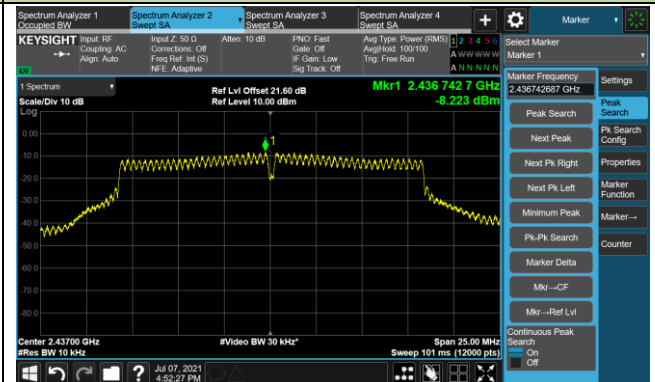 Spectrum Analyzer 1
Occupied BW
Spectrum Analyzer 2
Swept SA
Spectrum Analyzer 3
Swept SA
Spectrum Analyzer 4
Swept SA
+
Marker
KEYSIGHT
Input: RF
Coupling: AC
Align: Auto
Input Z: 50 Ω
Corrections: Off
Freq Ref: Int (S)
NFE: Adaptive
Atten: 10 dB
PNO: Fast
Gate: Off
IF Gain: Low
Sig Track: Off
Avg Type: Power (RMS)
Avg|Hold: 100/100
Trig: Free Run
1 2 3 4 5 6
A W W W W W
A N N N N N
Select Marker
Marker 1
1 Spectrum
Scale/Div 10 dB
Log
Ref Lvl Offset 21.60 dB
Ref Level 10.00 dBm
Mkr1 2.436 742 7 GHz
-8.223 dBm
1
0.00
-10.0
-20.0
-30.0
-40.0
-50.0
-60.0
-70.0
-80.0
Center 2.43700 GHz
#Res BW 10 kHz
#Video BW 30 kHz*
Span 25.00 MHz
Sweep 101 ms (12000 pts)
Marker Frequency
2.436742687 GHz
Peak Search
Next Peak
Next Pk Right
Next Pk Left
Minimum Peak
Pk-Pk Search
Marker Delta
Mkr→CF
Mkr→Ref Lvl
Continuous Peak
Search
On
Off
Settings
Peak
Search
Pk Search
Config
Properties
Marker
Function
Marker→
Counter
?
Jul 07, 2021
4:52:27 PM